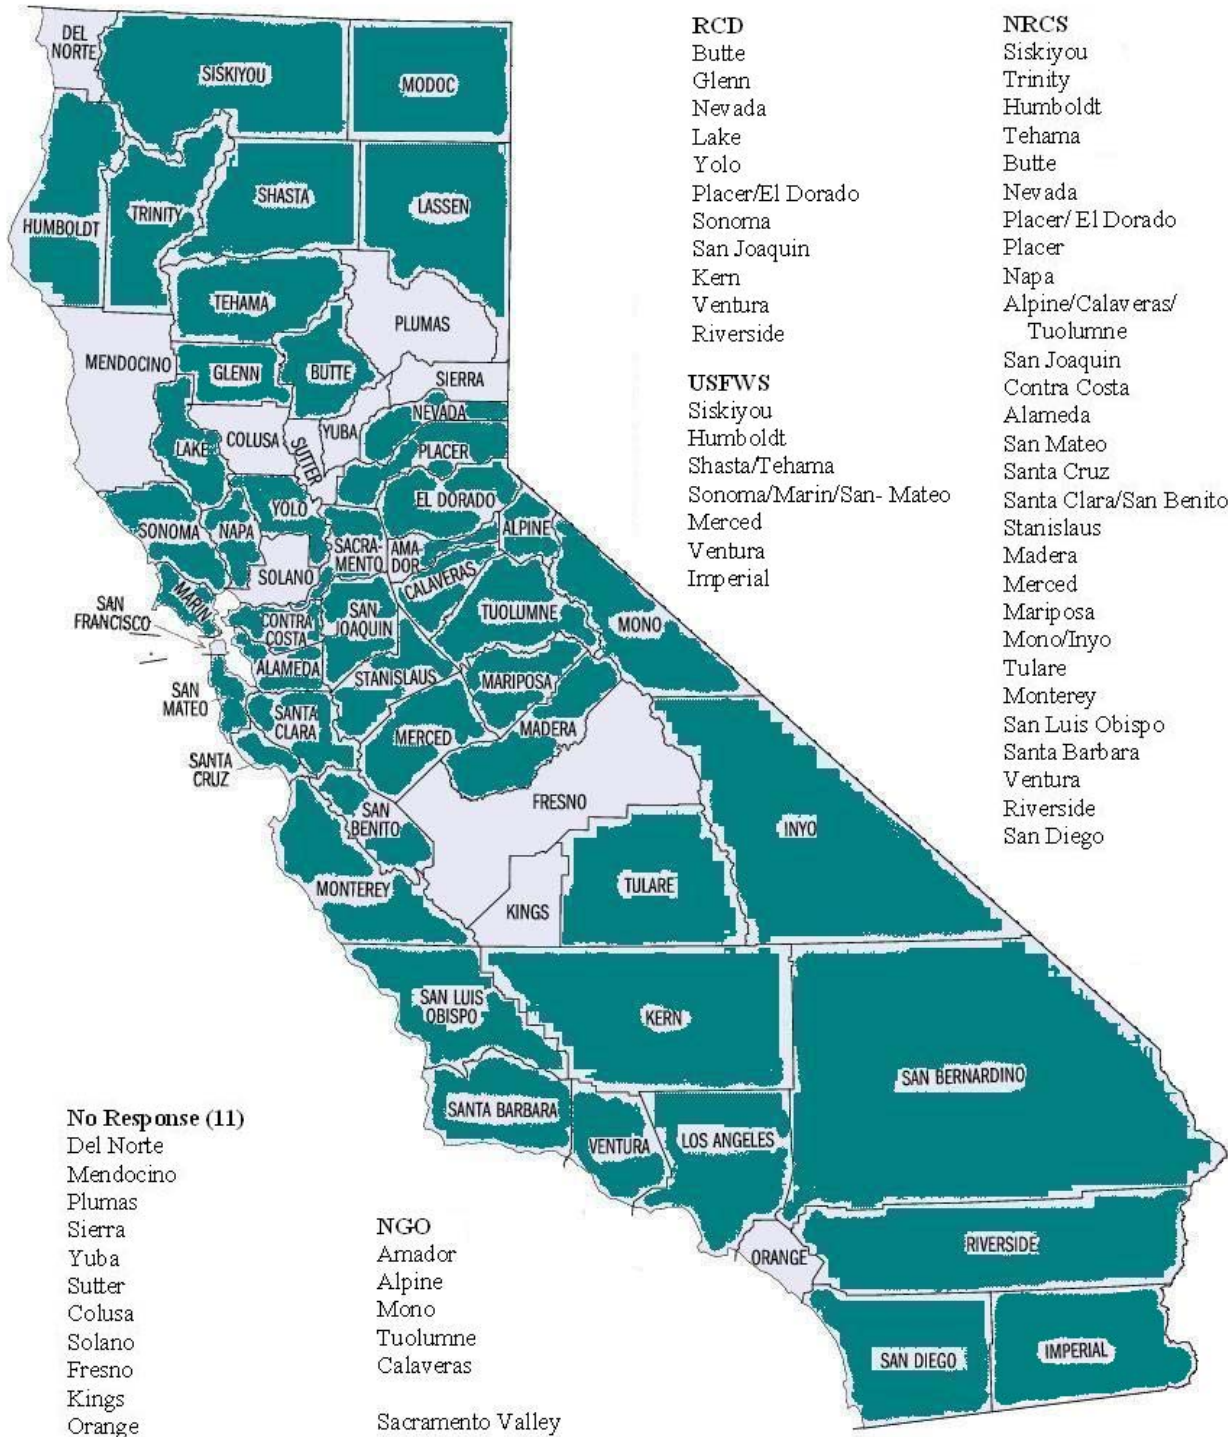 RCD
Butte
Glenn
Nevada
Lake
Yolo
Placer/El Dorado
Sonoma
San Joaquin
Kern
Ventura
Riverside
USFWS
Siskiyou
Humboldt
Shasta/Tehama
Sonoma/Marin/San- Mateo
Merced
Ventura
Imperial
NRCS
Siskiyou
Trinity
Humboldt
Tehama
Butte
Nevada
Placer/ El Dorado
Placer
Napa
Alpine/Calaveras/
Tuolumne
San Joaquin
Contra Costa
Alameda
San Mateo
Santa Cruz
Santa Clara/San Benito
Stanislaus
Madera
Merced
Mariposa
Mono/Inyo
Tulare
Monterey
San Luis Obispo
Santa Barbara
Ventura
Riverside
San Diego
DEL
NORTE
SISKIYOU
MODOC
HUMBOLDT
TRINITY
SHASTA
LASSEN
TEHAMA
PLUMAS
MENDOCINO
GLENN
BUTTE
SIERRA
NEVADA
YUBA
COLUSA
SUTTER
LAKE
PLACER
EL DORADO
YOLO
SONOMA
NAPA
SACRA-
MENTO
AMA-
DOR
ALPINE
CALAVERAS
SOLANO
MARIN
SAN
FRANCISCO
CONTRA
COSTA
SAN
JOAQUIN
TUOLUMNE
MONO
ALAMEDA
STANISLAUS
MARIPOSA
SAN
MATEO
SANTA
CLARA
MERCED
MADERA
SANTA
CRUZ
SAN
BENITO
FRESNO
INYO
MONTEREY
KINGS
TULARE
SAN LUIS
OBISPO
KERN
SAN BERNARDINO
SANTA BARBARA
VENTURA
LOS ANGELES
ORANGE
RIVERSIDE
SAN DIEGO
IMPERIAL
No Response (11)
Del Norte
Mendocino
Plumas
Sierra
Yuba
Sutter
Colusa
Solano
Fresno
Kings
Orange
NGO
Amador
Alpine
Mono
Tuolumne
Calaveras
Sacramento Valley